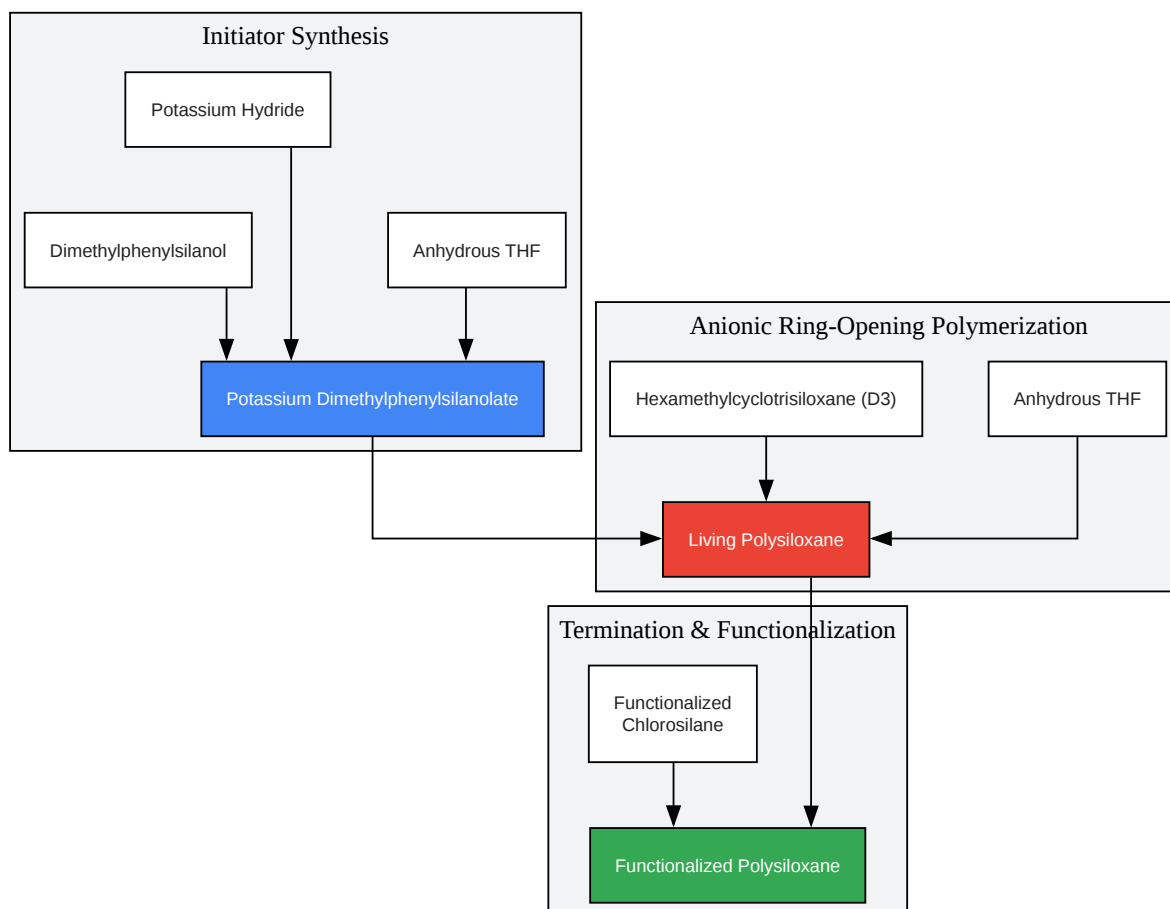 Initiator Synthesis
Potassium Hydride
Dimethylphenylsilanol
Anhydrous THF
Potassium Dimethylphenylsilanolate
Anionic Ring-Opening Polymerization
Hexamethylcyclotrisiloxane (D3)
Anhydrous THF
Living Polysiloxane
Termination & Functionalization
Functionalized
Chlorosilane
Functionalized Polysiloxane